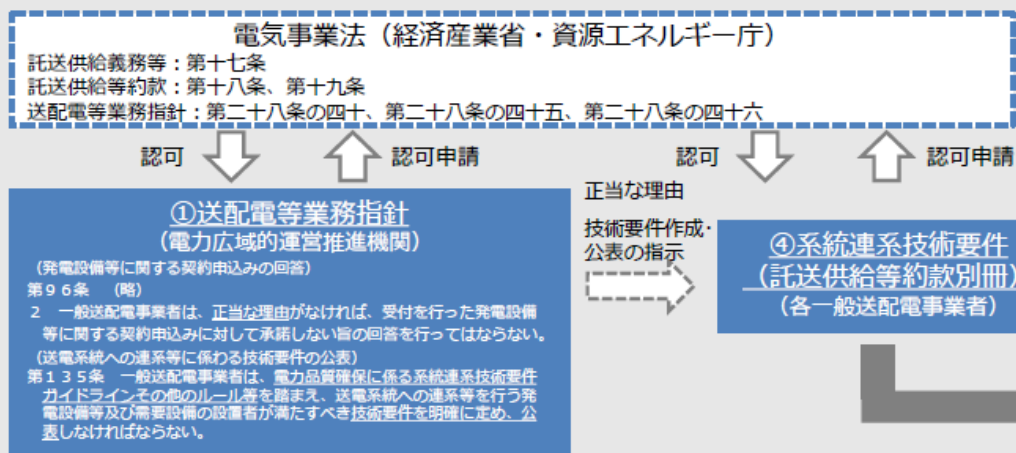 電気事業法（経済産業省・資源エネルギー庁）
託送供給義務等：第十七条
託送供給等約款：第十八条、第十九条
送配電等業務指針：第二十八条の四十、第二十八条の四十五、第二十八条の四十六
認可
認可申請
認可
認可申請
①送配電等業務指針
（電力広域的運営推進機関）
（発電設備等に関する契約申込みの回答）
第９６条　（略）
２　一般送配電事業者は、正当な理由がなければ、受付を行った発電設備
等に関する契約申込みに対して承諾しない旨の回答を行ってはならない。
（送電系統への連系等に係わる技術要件の公表）
第１３５条　一般送配電事業者は、電力品質確保に係る系統連系技術要件
ガイドラインその他のルール等を踏まえ、送電系統への連系等を行う発
電設備等及び需要設備の設置者が満たすべき技術要件を明確に定め、公
表しなければならない。
正当な理由
技術要件作成・
公表の指示
④系統連系技術要件
（託送供給等約款別冊）
（各一般送配電事業者）